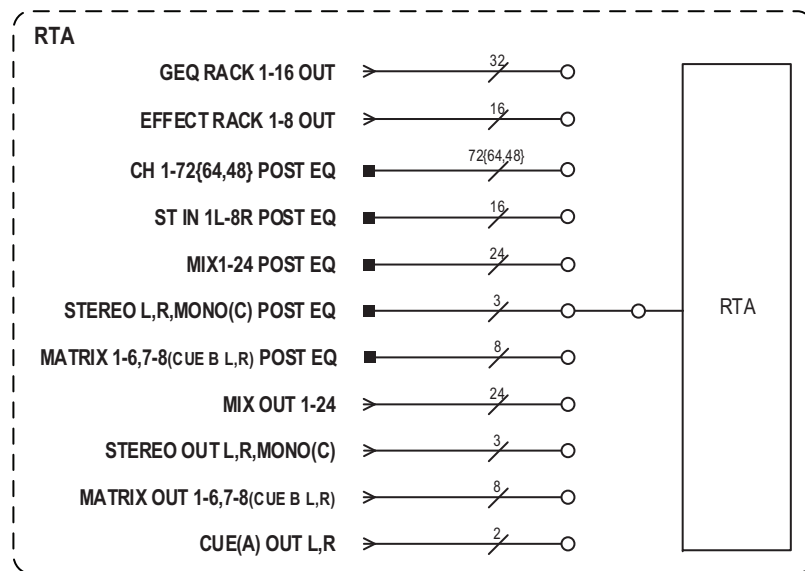 RTA
GEQ RACK 1-16 OUT 32
EFFECT RACK 1-8 OUT 16
CH 1-72{64,48} POST EQ 72{64,48}
ST IN 1L-8R POST EQ 16
MIX1-24 POST EQ 24
STEREO L,R,MONO(C) POST EQ 3 RTA
MATRIX 1-6,7-8(CUE B L,R) POST EQ 8
MIX OUT 1-24 24
STEREO OUT L,R,MONO(C) 3
MATRIX OUT 1-6,7-8(CUE B L,R) 8
CUE(A) OUT L,R 2